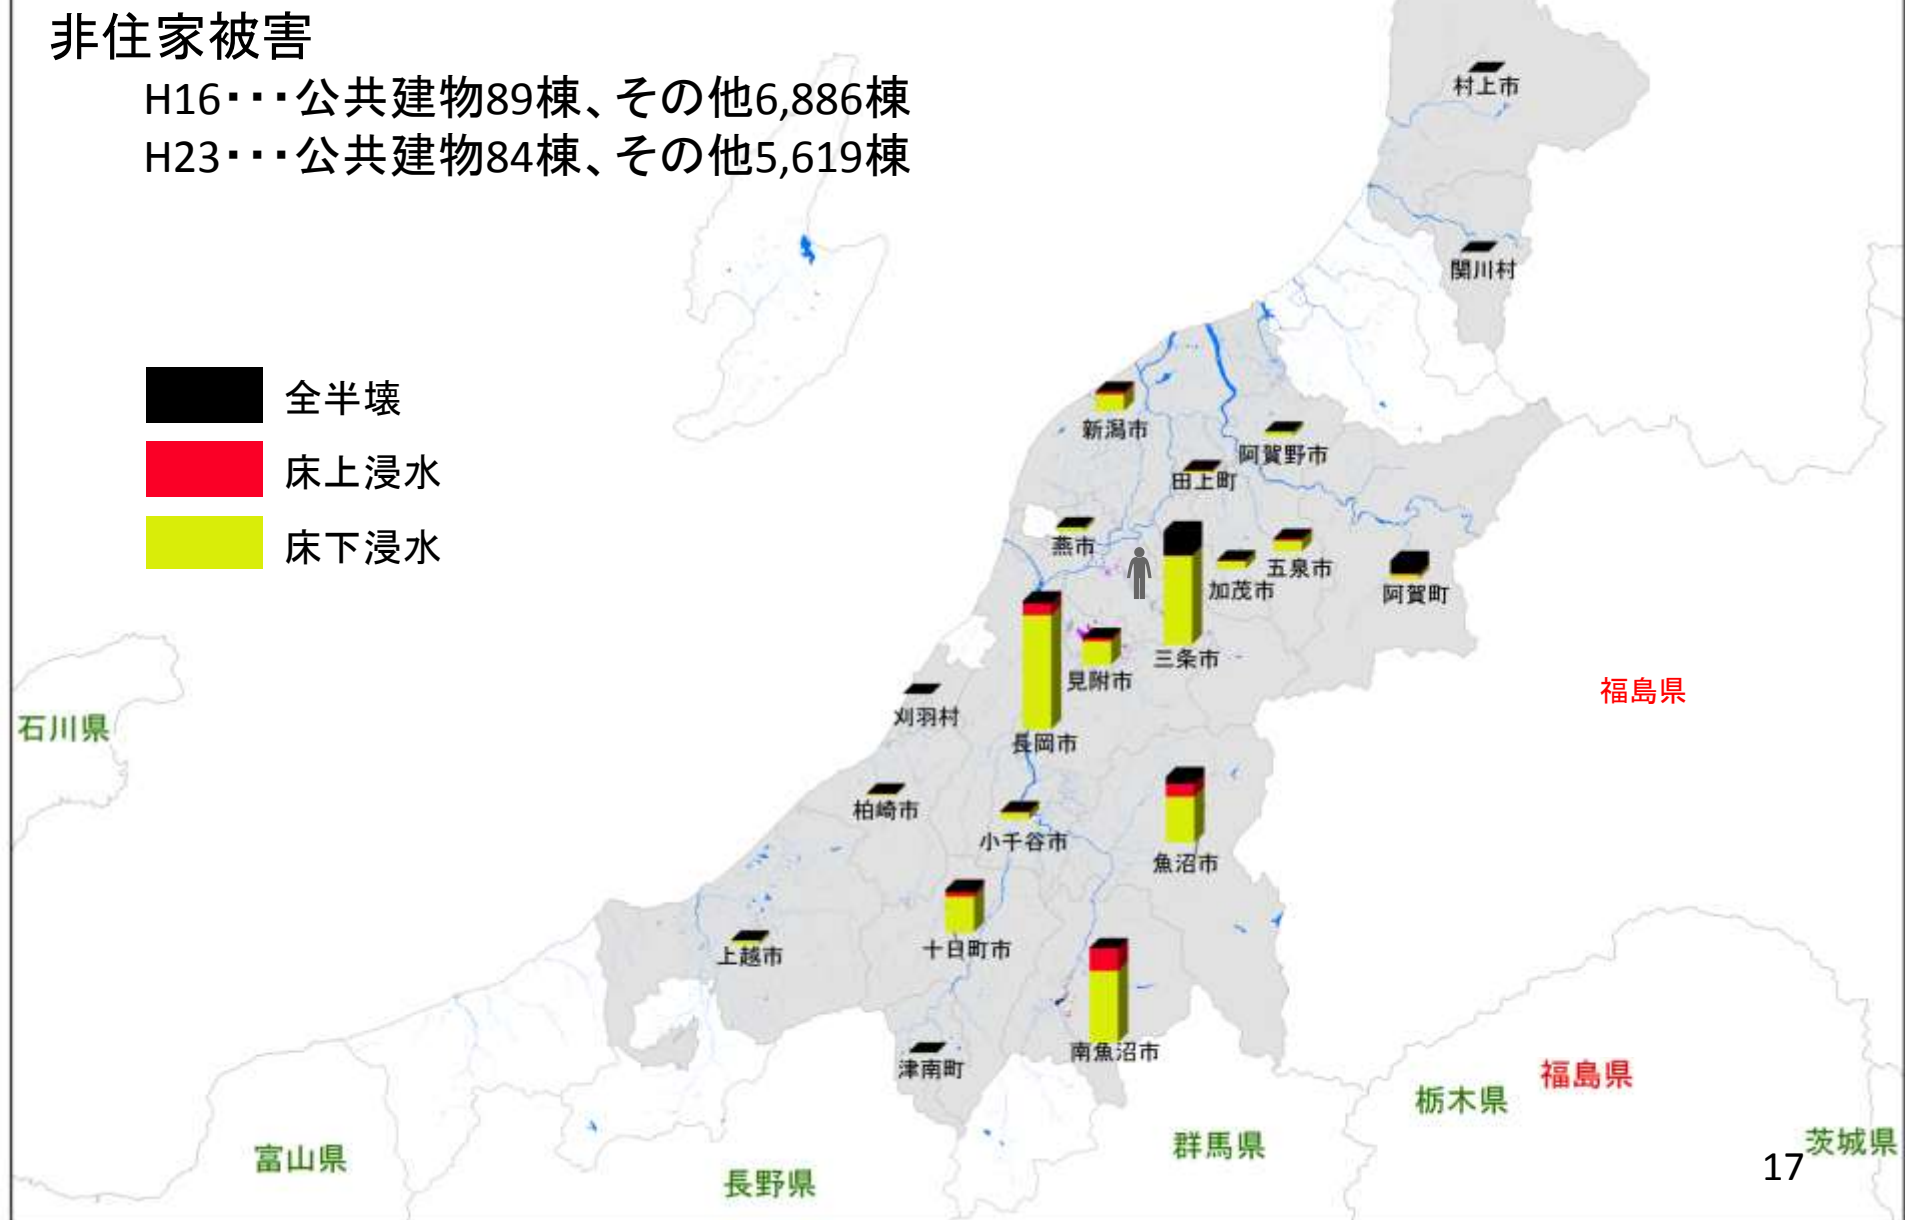 非住家被害
H16・・・公共建物89棟、その他6,886棟
H23・・・公共建物84棟、その他5,619棟
村上市
関川村
全半壊
床上浸水
床下浸水
新潟市
阿賀野市
田上町
燕市
五泉市
加茂市
阿賀町
三条市
見附市
福島県
刈羽村
石川県
長岡市
柏崎市
小千谷市
魚沼市
十日町市
上越市
南魚沼市
津南町
福島県
栃木県
茨城県
群馬県
富山県
長野県
17